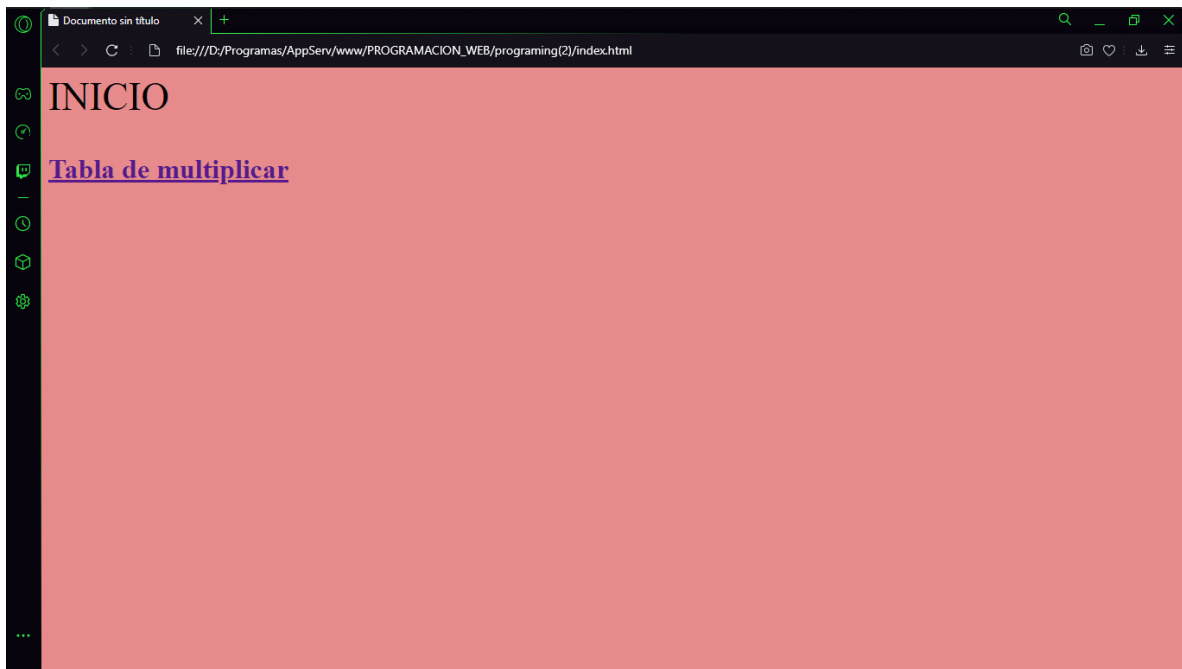 Documento sin título
file:///D:/Programas/AppServ/www/PROGRAMACION_WEB/programing(2)/index.html
INICIO
Tabla de multiplicar